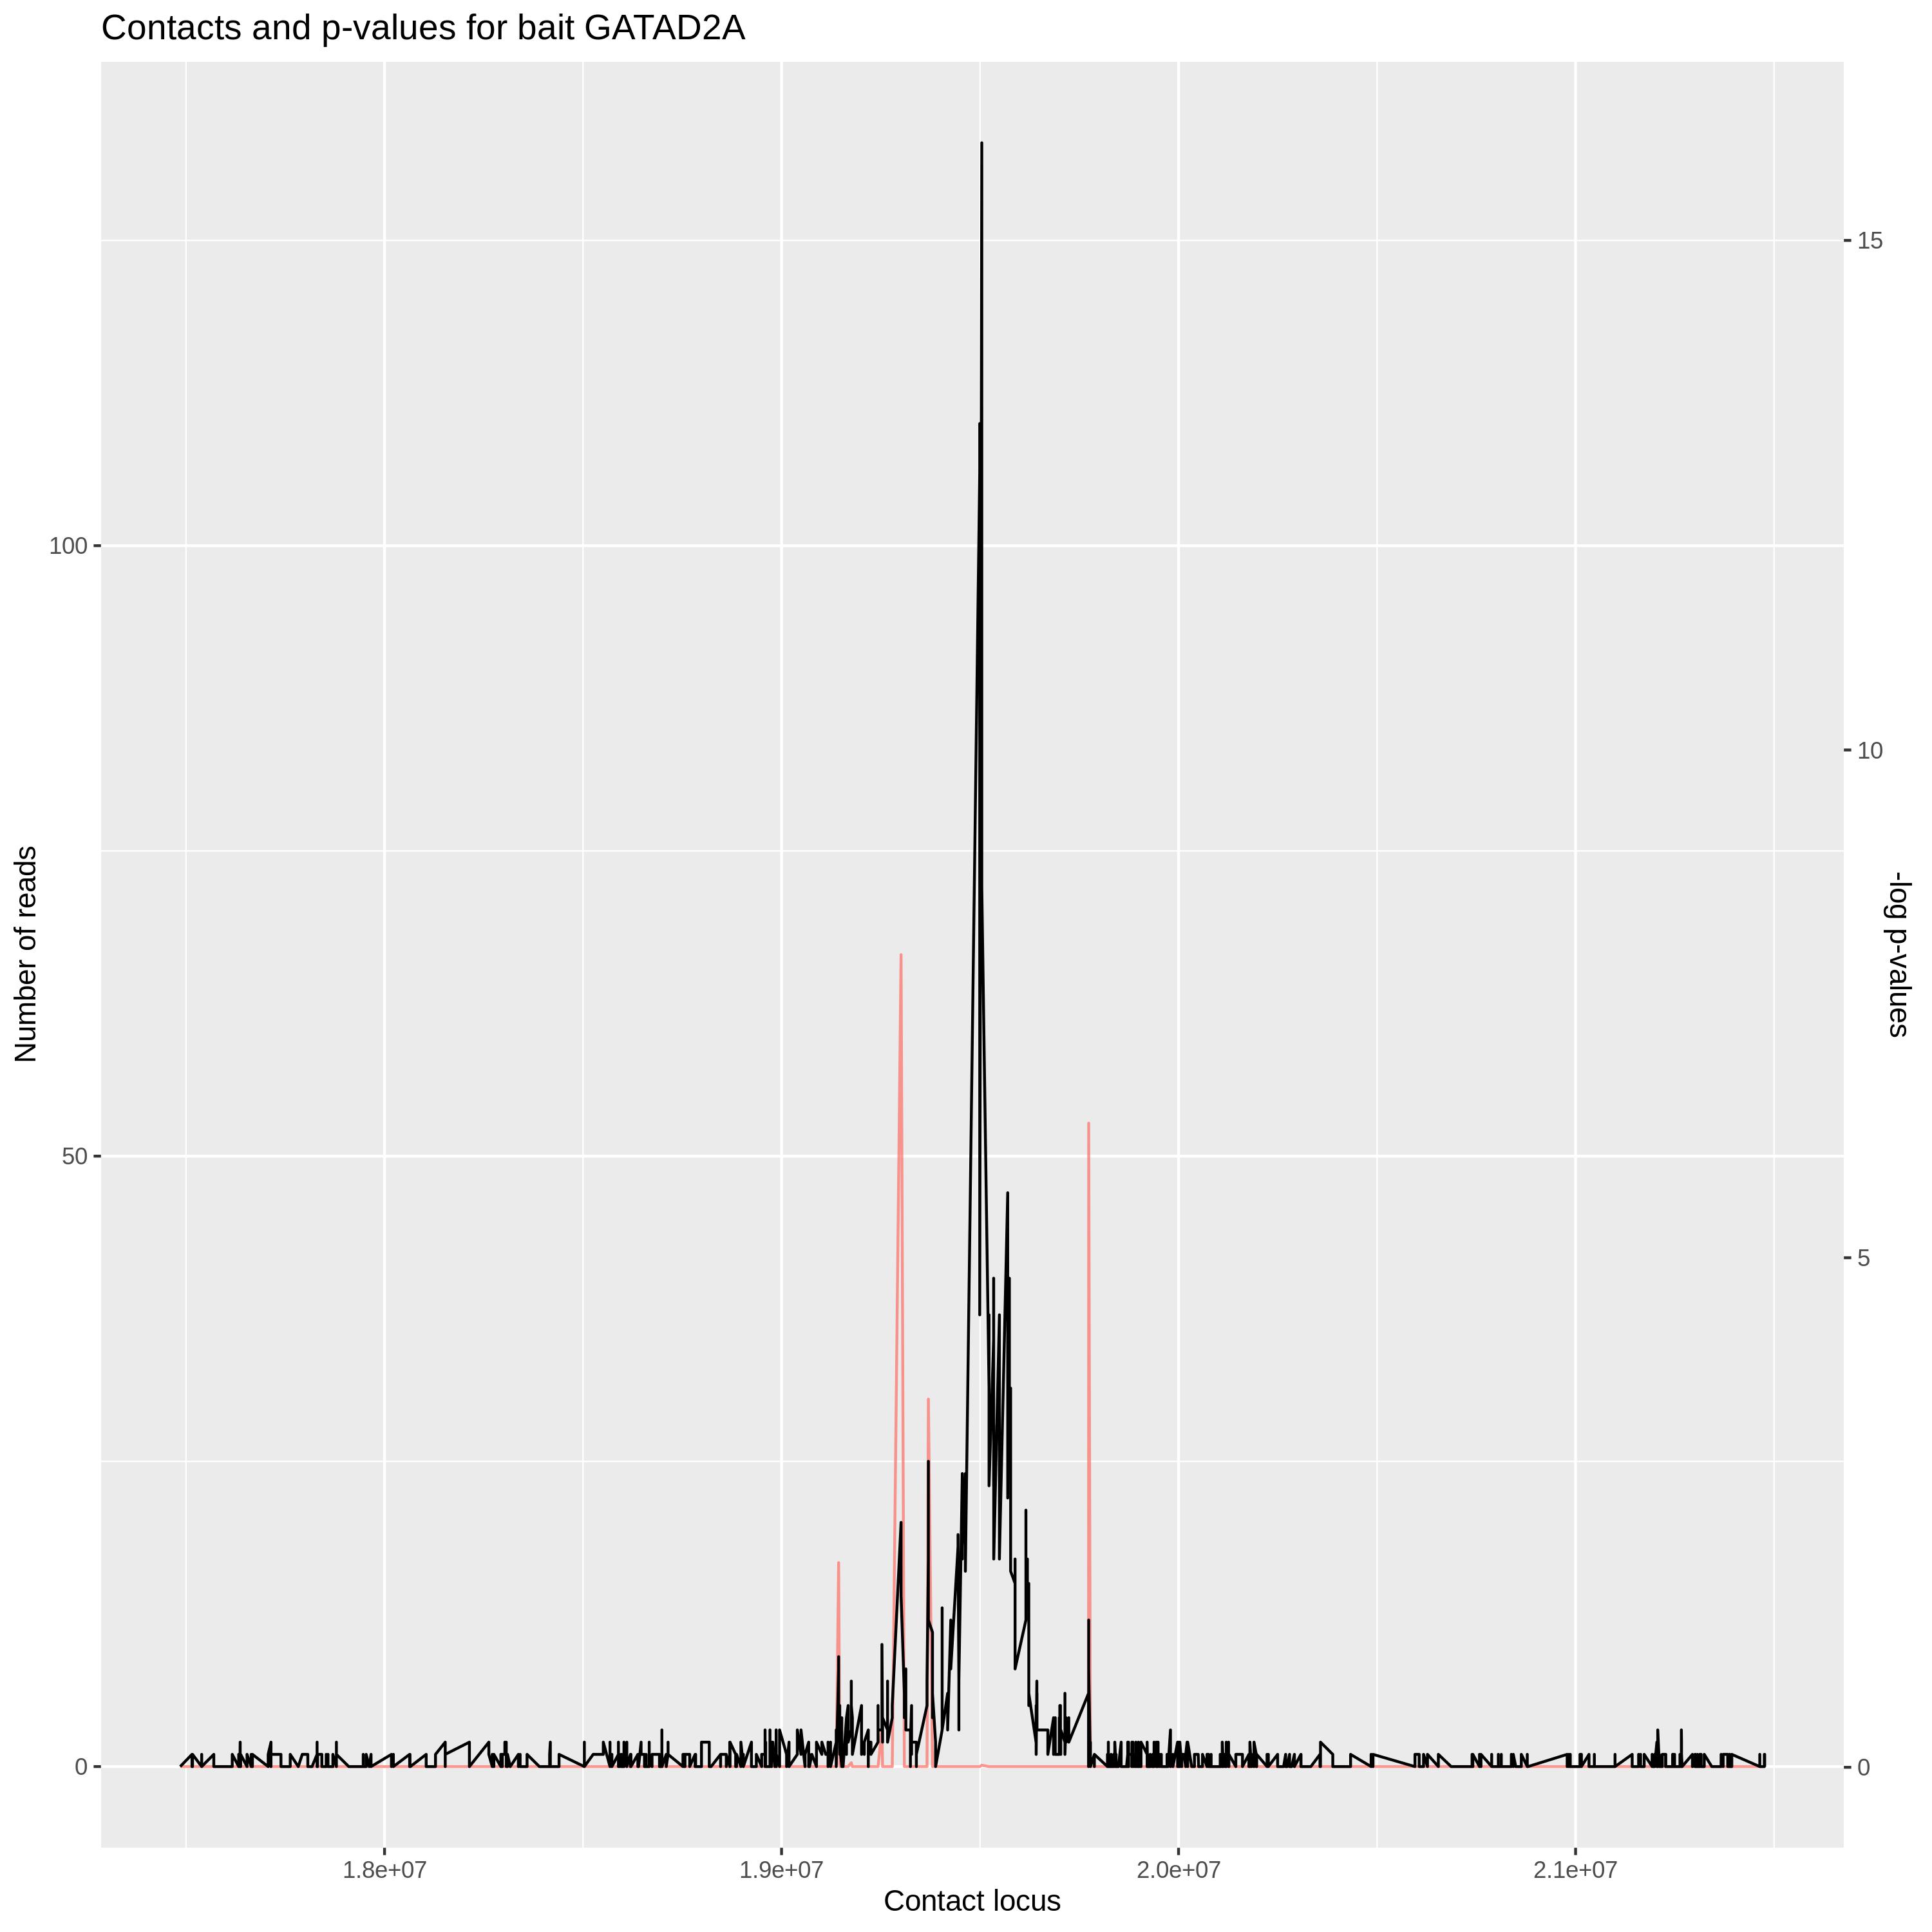 Contacts and p-values for bait GATAD2A
Number of reads
100
50
0
15
10
5
0
-log p-values
1.8e+07
1.9e+07
2.0e+07
2.1e+07
Contact locus